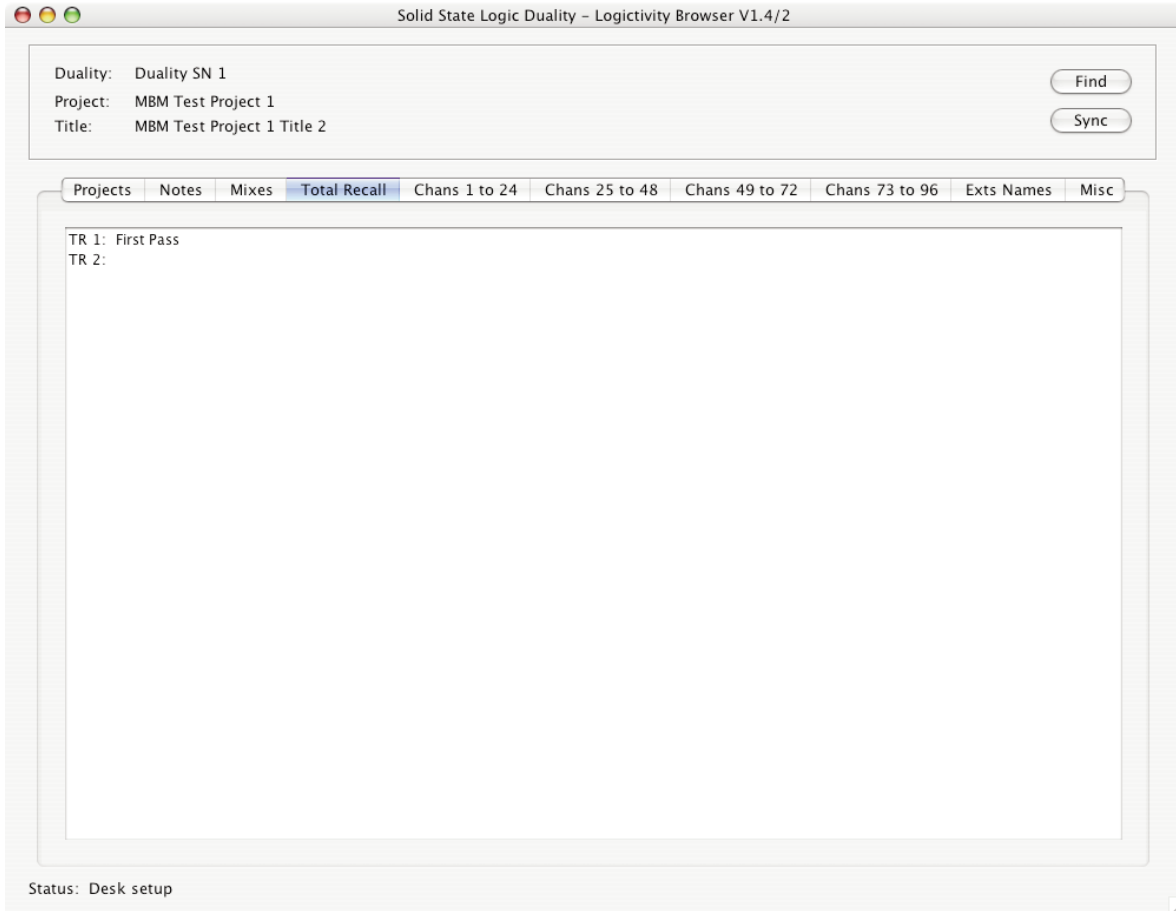 Solid State Logic Duality – Logictivity Browser V1.4/2
Duality: Duality SN 1
Find
Project: MBM Test Project 1
Title: MBM Test Project 1 Title 2
Sync
Projects Notes Mixes Total Recall Chans 1 to 24 Chans 25 to 48 Chans 49 to 72 Chans 73 to 96 Exts Names Misc
TR 1: First Pass
TR 2:
Status: Desk setup